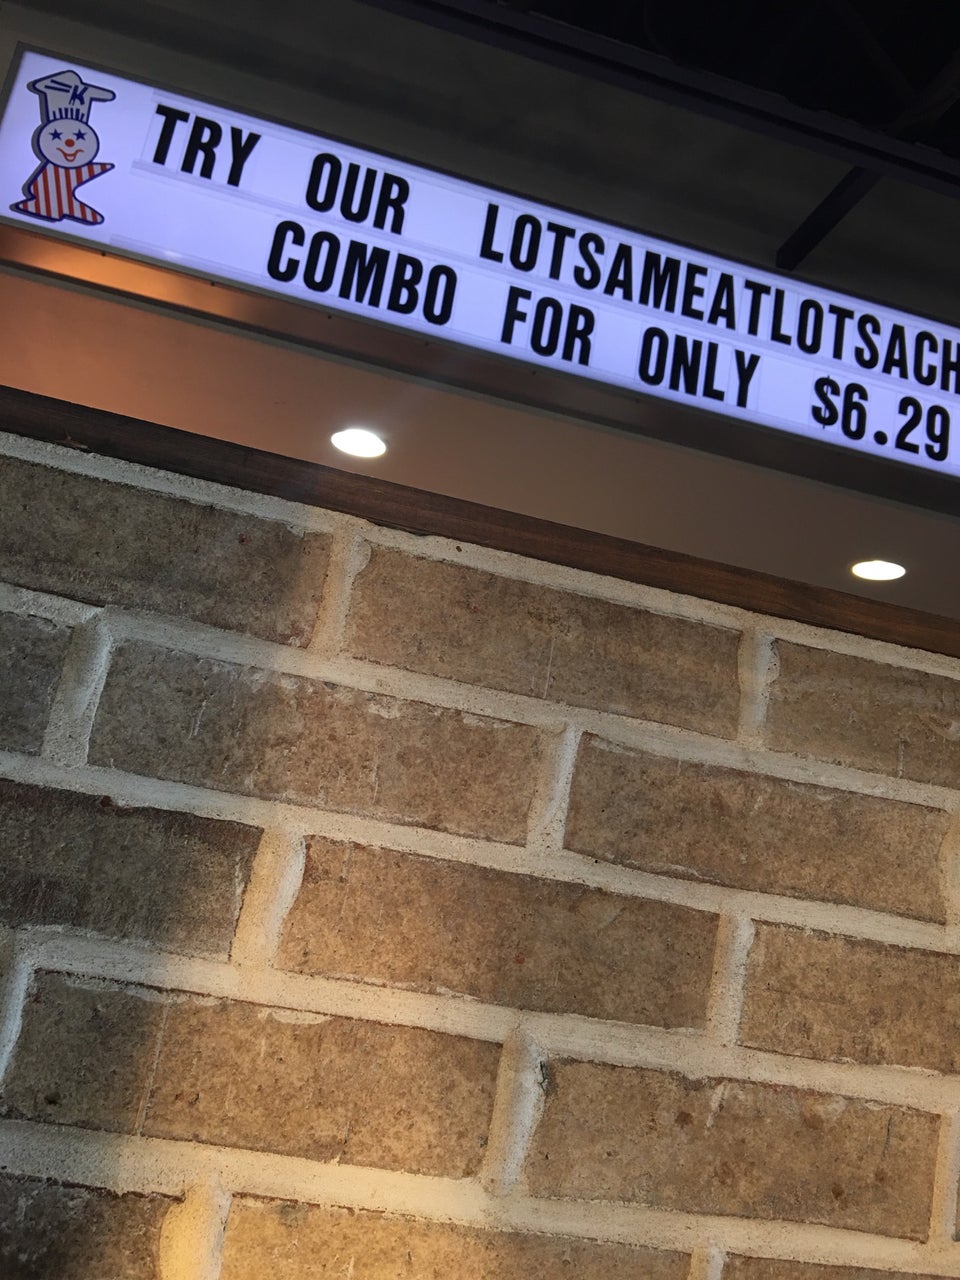 TRY OUR LOTSAMEATLOTSACH
COMBO FOR ONLY $6.29
K